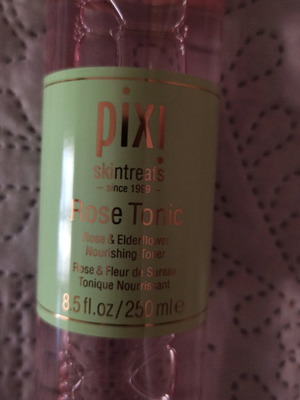 pixi
skintreats
– since 1999 –
Rose Tonic
Rose & Elderflower
Nourishing Toner
Rose & Fleur de Sureau
Tonique Nourrissant
8.5 fl.oz/250 ml e